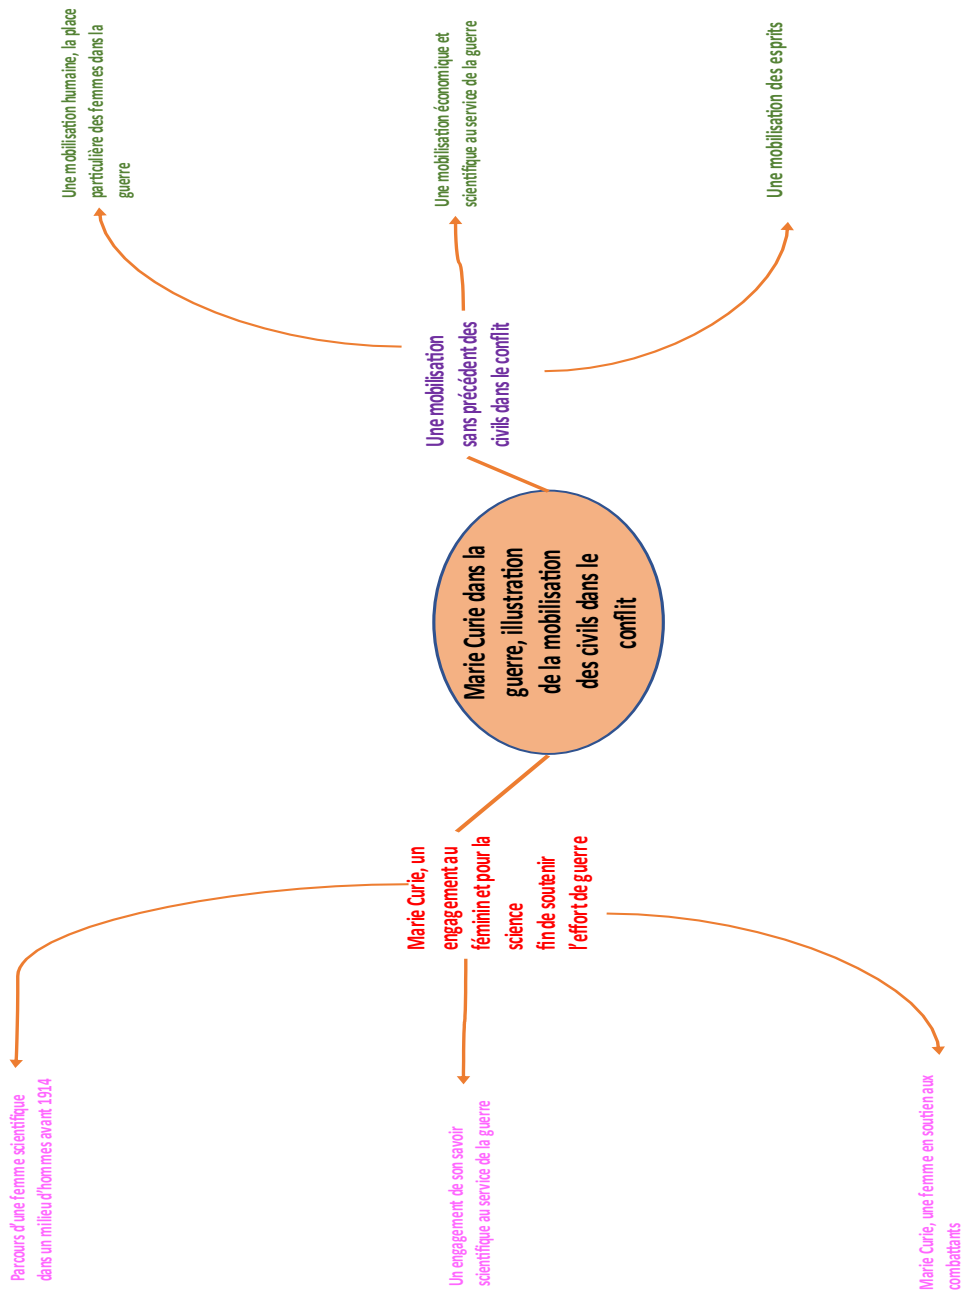 Parcours d'une femme scientifique
dans un milieu d'hommes avant 1914
Un engagement de son savoir
scientifique au service de la guerre
Marie Curie, une femme en soutien aux
combattants
Marie Curie, un
engagement au
féminin et pour la
science
fin de soutenir
l'effort de guerre
Marie Curie dans la
guerre, illustration
de la mobilisation
des civils dans le
conflit
Une mobilisation
sans précédent des
civils dans le conflit
Une mobilisation humaine, la place
particulière des femmes dans la
guerre
Une mobilisation économique et
scientifique au service de la guerre
Une mobilisation des esprits